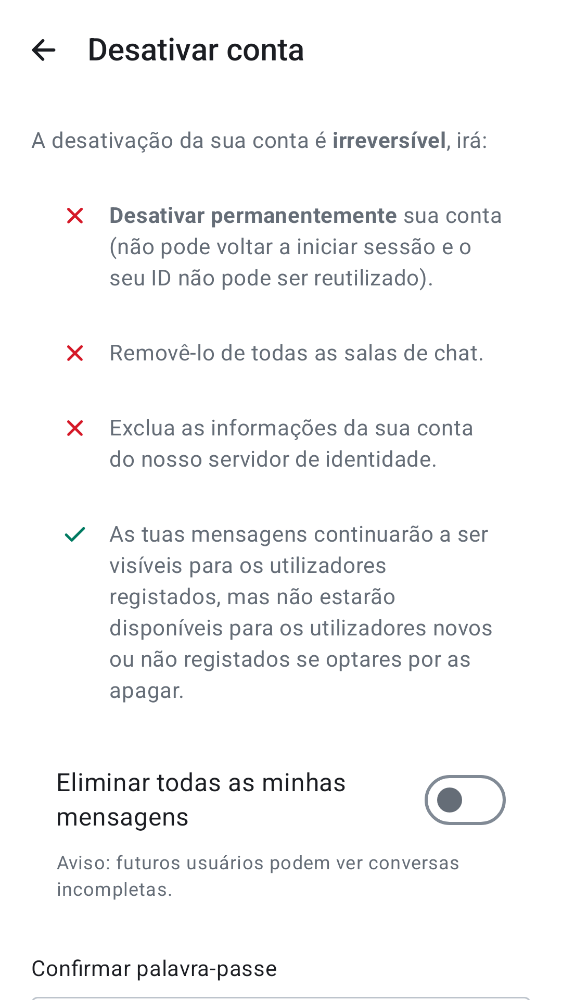 Desativar conta
A desativação da sua conta é irreversível, irá:
Desativar permanentemente sua conta
(não pode voltar a iniciar sessão e o
seu ID não pode ser reutilizado).
Removê-lo de todas as salas de chat.
Exclua as informações da sua conta
do nosso servidor de identidade.
As tuas mensagens continuarão a ser
visíveis para os utilizadores
registados, mas não estarão
disponíveis para os utilizadores novos
ou não registados se optares por as
apagar.
Eliminar todas as minhas
mensagens
Aviso: futuros usuários podem ver conversas
incompletas.
Confirmar palavra-passe